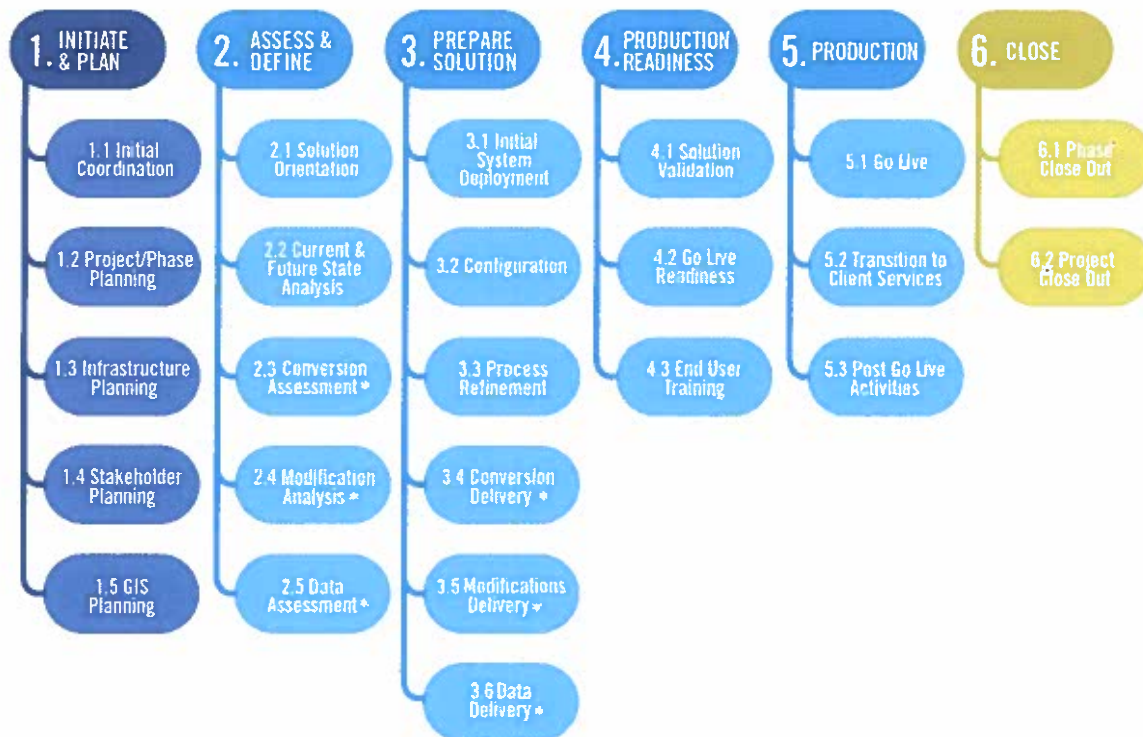 1. INITIATE
& PLAN
1.1 Initial
Coordination
1.2 Project/Phase
Planning
1.3 Infrastructure
Planning
1.4 Stakeholder
Planning
1.5 GIS
Planning
2. ASSESS &
DEFINE
2.1 Solution
Orientation
2.2 Current &
Future State
Analysis
2.3 Conversion
Assessment*
2.4 Modification
Analysis*
2.5 Data
Assessment*
3. PREPARE
SOLUTION
3.1 Initial
System
Deployment
3.2 Configuration
3.3 Process
Refinement
3.4 Conversion
Delivery *
3.5 Modifications
Delivery*
3.6 Data
Delivery*
4. PRODUCTION
READINESS
4.1 Solution
Validation
4.2 Go Live
Readiness
4.3 End User
Training
5. PRODUCTION
5.1 Go Live
5.2 Transition to
Client Services
5.3 Post Go Live
Activities
6. CLOSE
6.1 Phase
Close Out
6.2 Project
Close Out